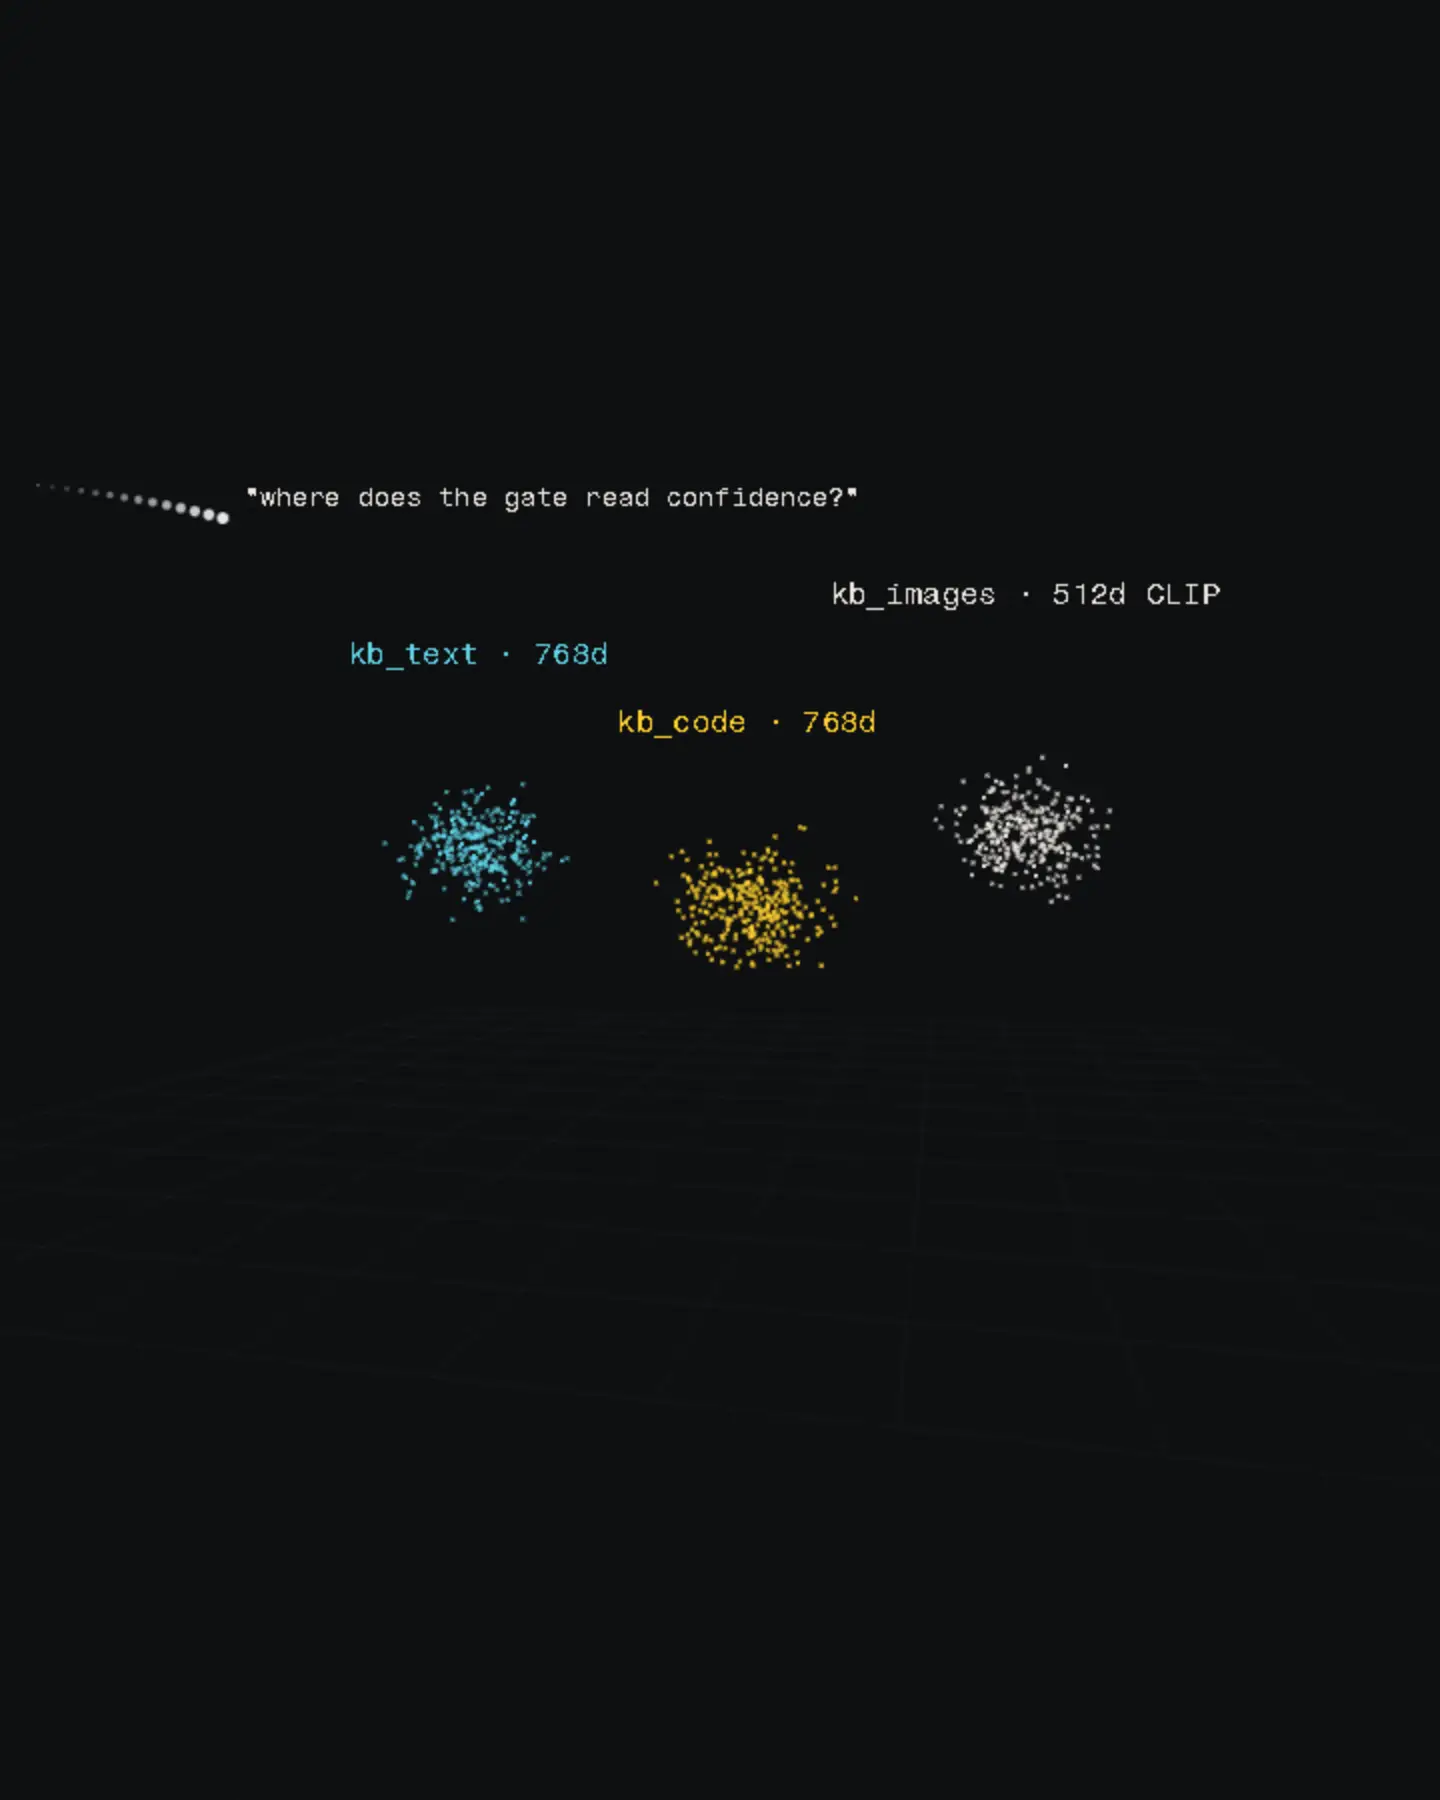 "where does the gate read confidence?"
kb_images · 512d CLIP
kb_text · 768d
kb_code · 768d